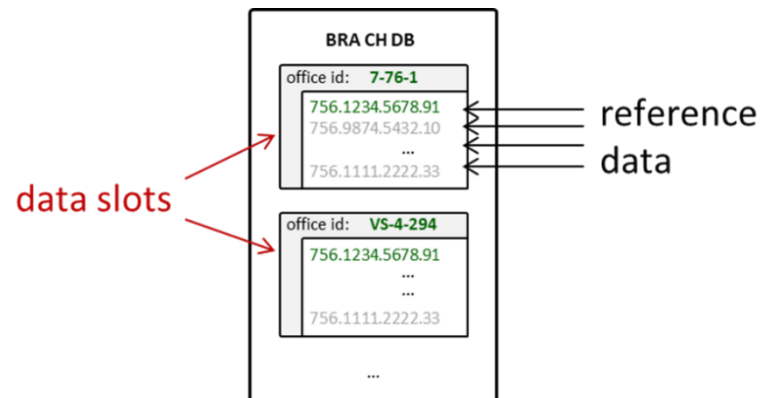 BRA CH DB
office id: 7-76-1
756.1234.5678.91
756.9874.5432.10
...
756.1111.2222.33
reference
data
data slots
office id: VS-4-294
756.1234.5678.91
...
...
756.1111.2222.33
...